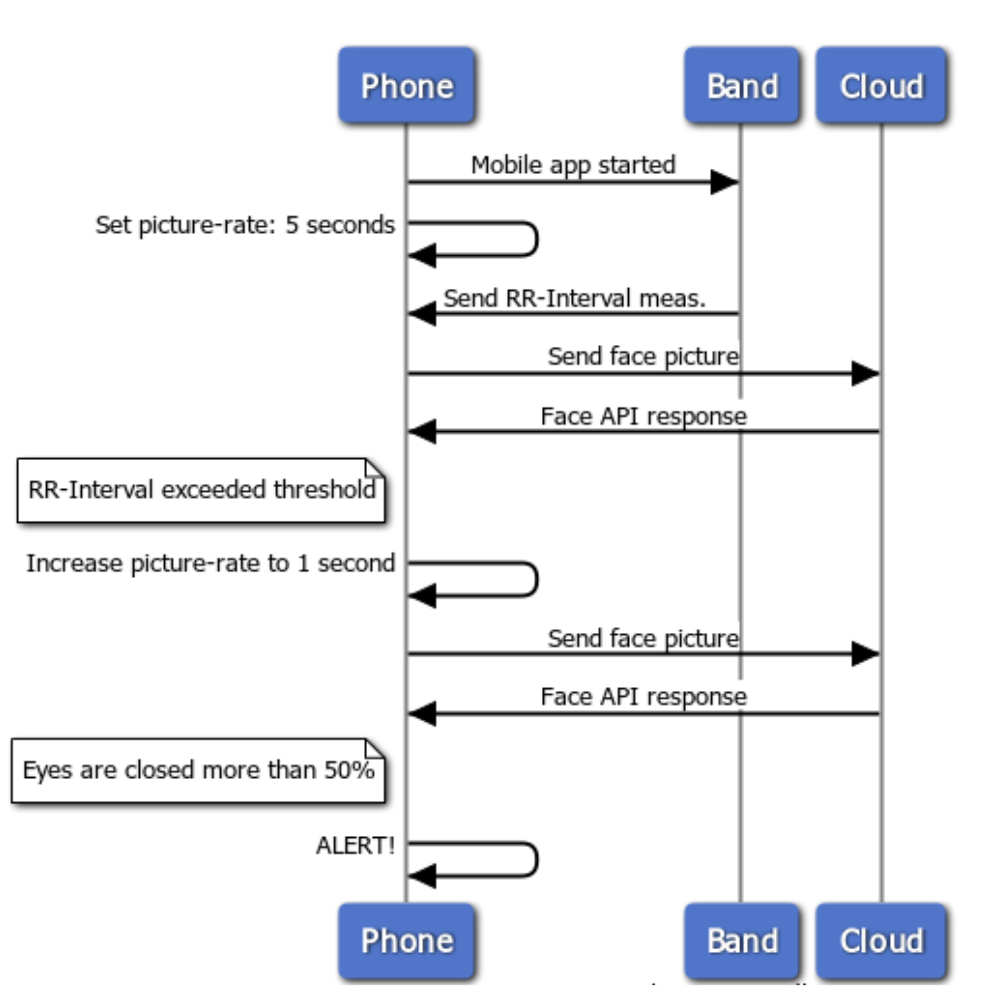 Phone Band Cloud
Mobile app started
Set picture-rate: 5 seconds
Send RR-Interval meas.
Send face picture
Face API response
RR-Interval exceeded threshold
Increase picture-rate to 1 second
Send face picture
Face API response
Eyes are closed more than 50%
ALERT!
Phone Band Cloud